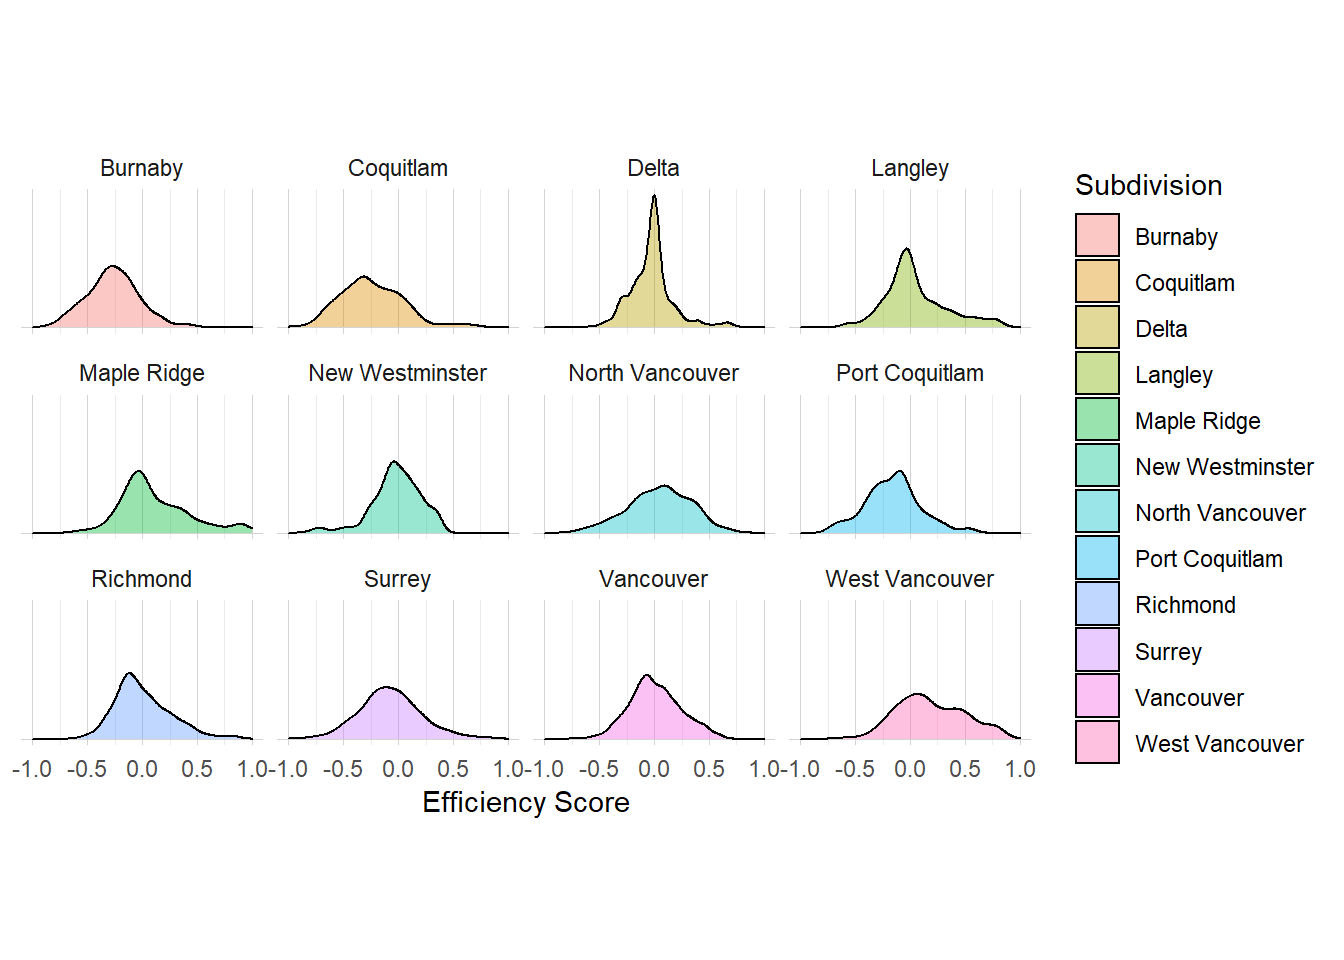 Burnaby Coquitlam Delta Langley
Maple Ridge New Westminster North Vancouver Port Coquitlam
Richmond Surrey Vancouver West Vancouver
-1.0 -0.5 0.0 0.5 1.0 -1.0 -0.5 0.0 0.5 1.0 -1.0 -0.5 0.0 0.5 1.0 -1.0 -0.5 0.0 0.5 1.0
Efficiency Score
Subdivision
Burnaby
Coquitlam
Delta
Langley
Maple Ridge
New Westminster
North Vancouver
Port Coquitlam
Richmond
Surrey
Vancouver
West Vancouver